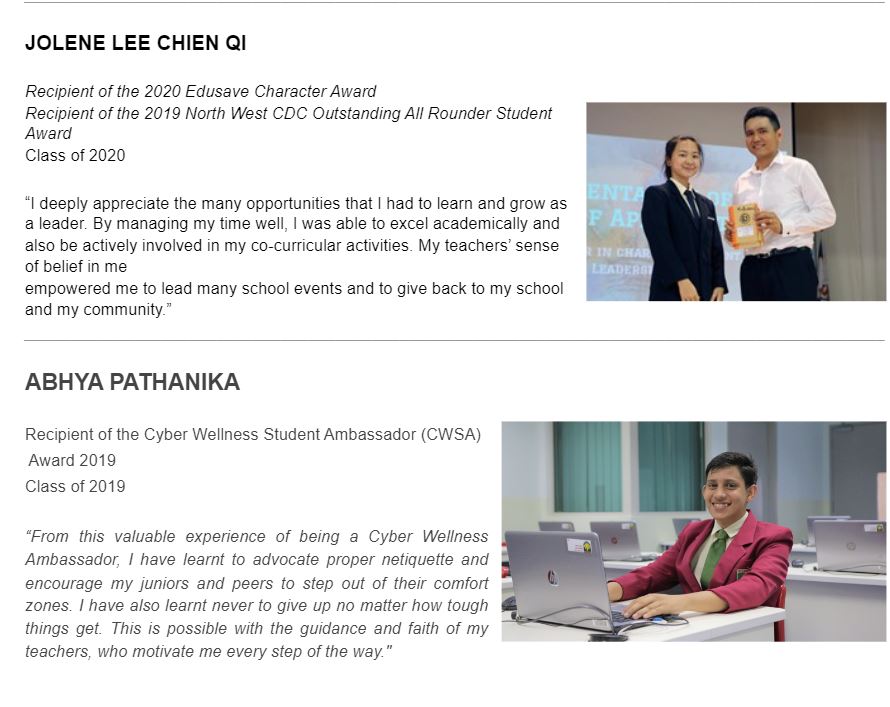 JOLENE LEE CHIEN QI
Recipient of the 2020 Edusave Character Award
Recipient of the 2019 North West CDC Outstanding All Rounder Student
Award
Class of 2020
“I deeply appreciate the many opportunities that I had to learn and grow as
a leader. By managing my time well, I was able to excel academically and
also be actively involved in my co-curricular activities. My teachers’ sense
of belief in me
empowered me to lead many school events and to give back to my school
and my community.”
ABHYA PATHANIKA
Recipient of the Cyber Wellness Student Ambassador (CWSA)
Award 2019
Class of 2019
“From this valuable experience of being a Cyber Wellness
Ambassador, I have learnt to advocate proper netiquette and
encourage my juniors and peers to step out of their comfort
zones. I have also learnt never to give up no matter how tough
things get. This is possible with the guidance and faith of my
teachers, who motivate me every step of the way."